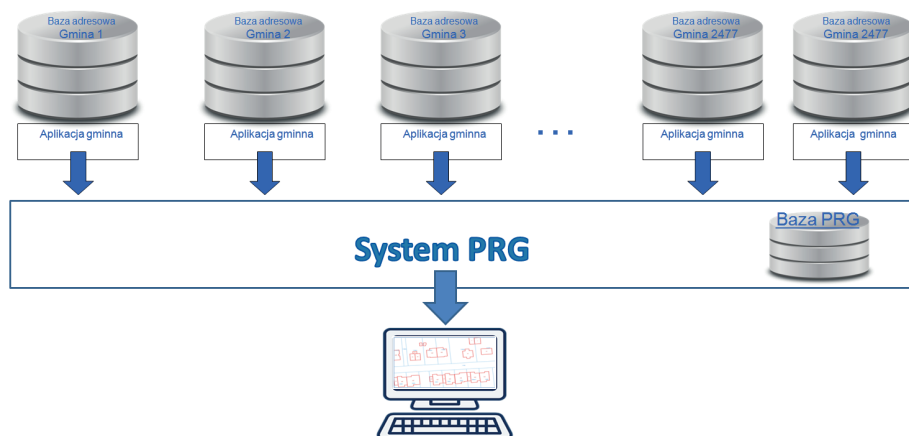 Baza adresowa
Gmina 1
Baza adresowa
Gmina 2
Baza adresowa
Gmina 3
Baza adresowa
Gmina 2477
Baza adresowa
Gmina 2477
Aplikacja gminna
Aplikacja gminna
Aplikacja gminna
. . .
Aplikacja gminna
Aplikacja gminna
System PRG
Baza PRG